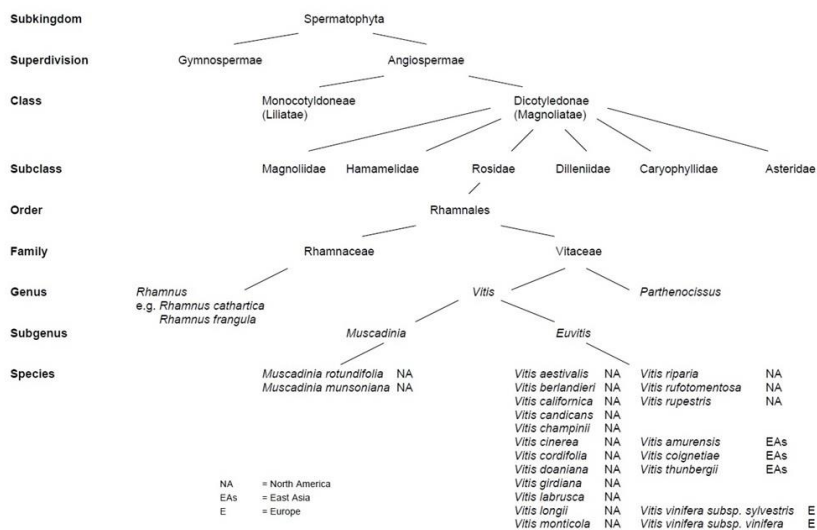 Subkingdom Spermatophyta
Superdivision Gymnospermae Angiospermae
Class Monocotyldoneae Dicotyledonae
(Liliatae) (Magnoliatae)
Subclass Magnoliidae Hamamelidae Rosidae Dilleniidae Caryophyllidae Asteridae
Order Rhamnales
Family Rhamnaceae Vitaceae
Genus Rhamnus Vitis Parthenocissus
e.g. Rhamnus cathartica
Rhamnus frangula
Subgenus Muscadinia Euvitis
Species Muscadinia rotundifolia NA Vitis aestivalis NA Vitis riparia NA
Muscadinia munsoniana NA Vitis berlandieri NA Vitis rufotomentosa NA
Vitis californica NA Vitis rupestris NA
Vitis candicans NA
Vitis champinii NA
Vitis cinerea NA Vitis amurensis EAs
Vitis cordifolia NA Vitis coignetiae EAs
Vitis doaniana NA Vitis thunbergii EAs
NA = North America Vitis girdiana NA
EAs = East Asia Vitis labrusca NA
E = Europe Vitis longii NA Vitis vinifera subsp. sylvestris E
Vitis monticola NA Vitis vinifera subsp. vinifera E